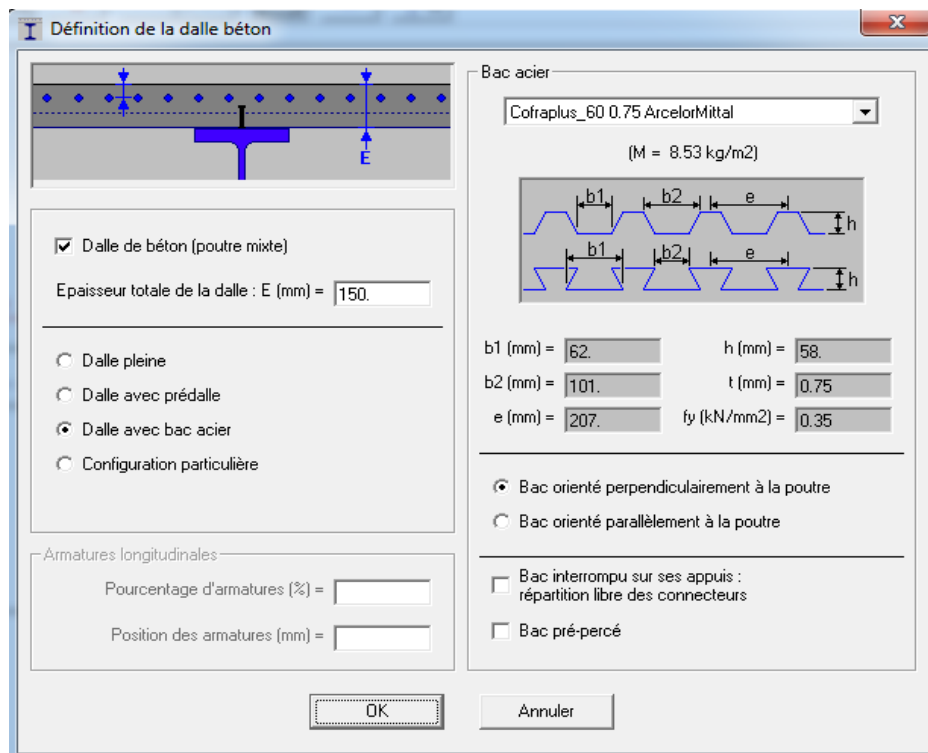 Définition de la dalle béton
E
Dalle de béton (poutre mixte)
Epaisseur totale de la dalle : E (mm) = 150.
Dalle pleine
Dalle avec prédalle
Dalle avec bac acier
Configuration particulière
Armatures longitudinales
Pourcentage d'armatures (%) =
Position des armatures (mm) =
Bac acier
Cofraplus_60 0.75 ArcelorMittal
(M = 8.53 kg/m2)
b1 b2 e h
b1 b2 e h
b1 (mm) = 62. h (mm) = 58.
b2 (mm) = 101. t (mm) = 0.75
e (mm) = 207. fy (kN/mm2) = 0.35
Bac orienté perpendiculairement à la poutre
Bac orienté parallèlement à la poutre
Bac interrompu sur ses appuis :
répartition libre des connecteurs
Bac pré-percé
OK Annuler